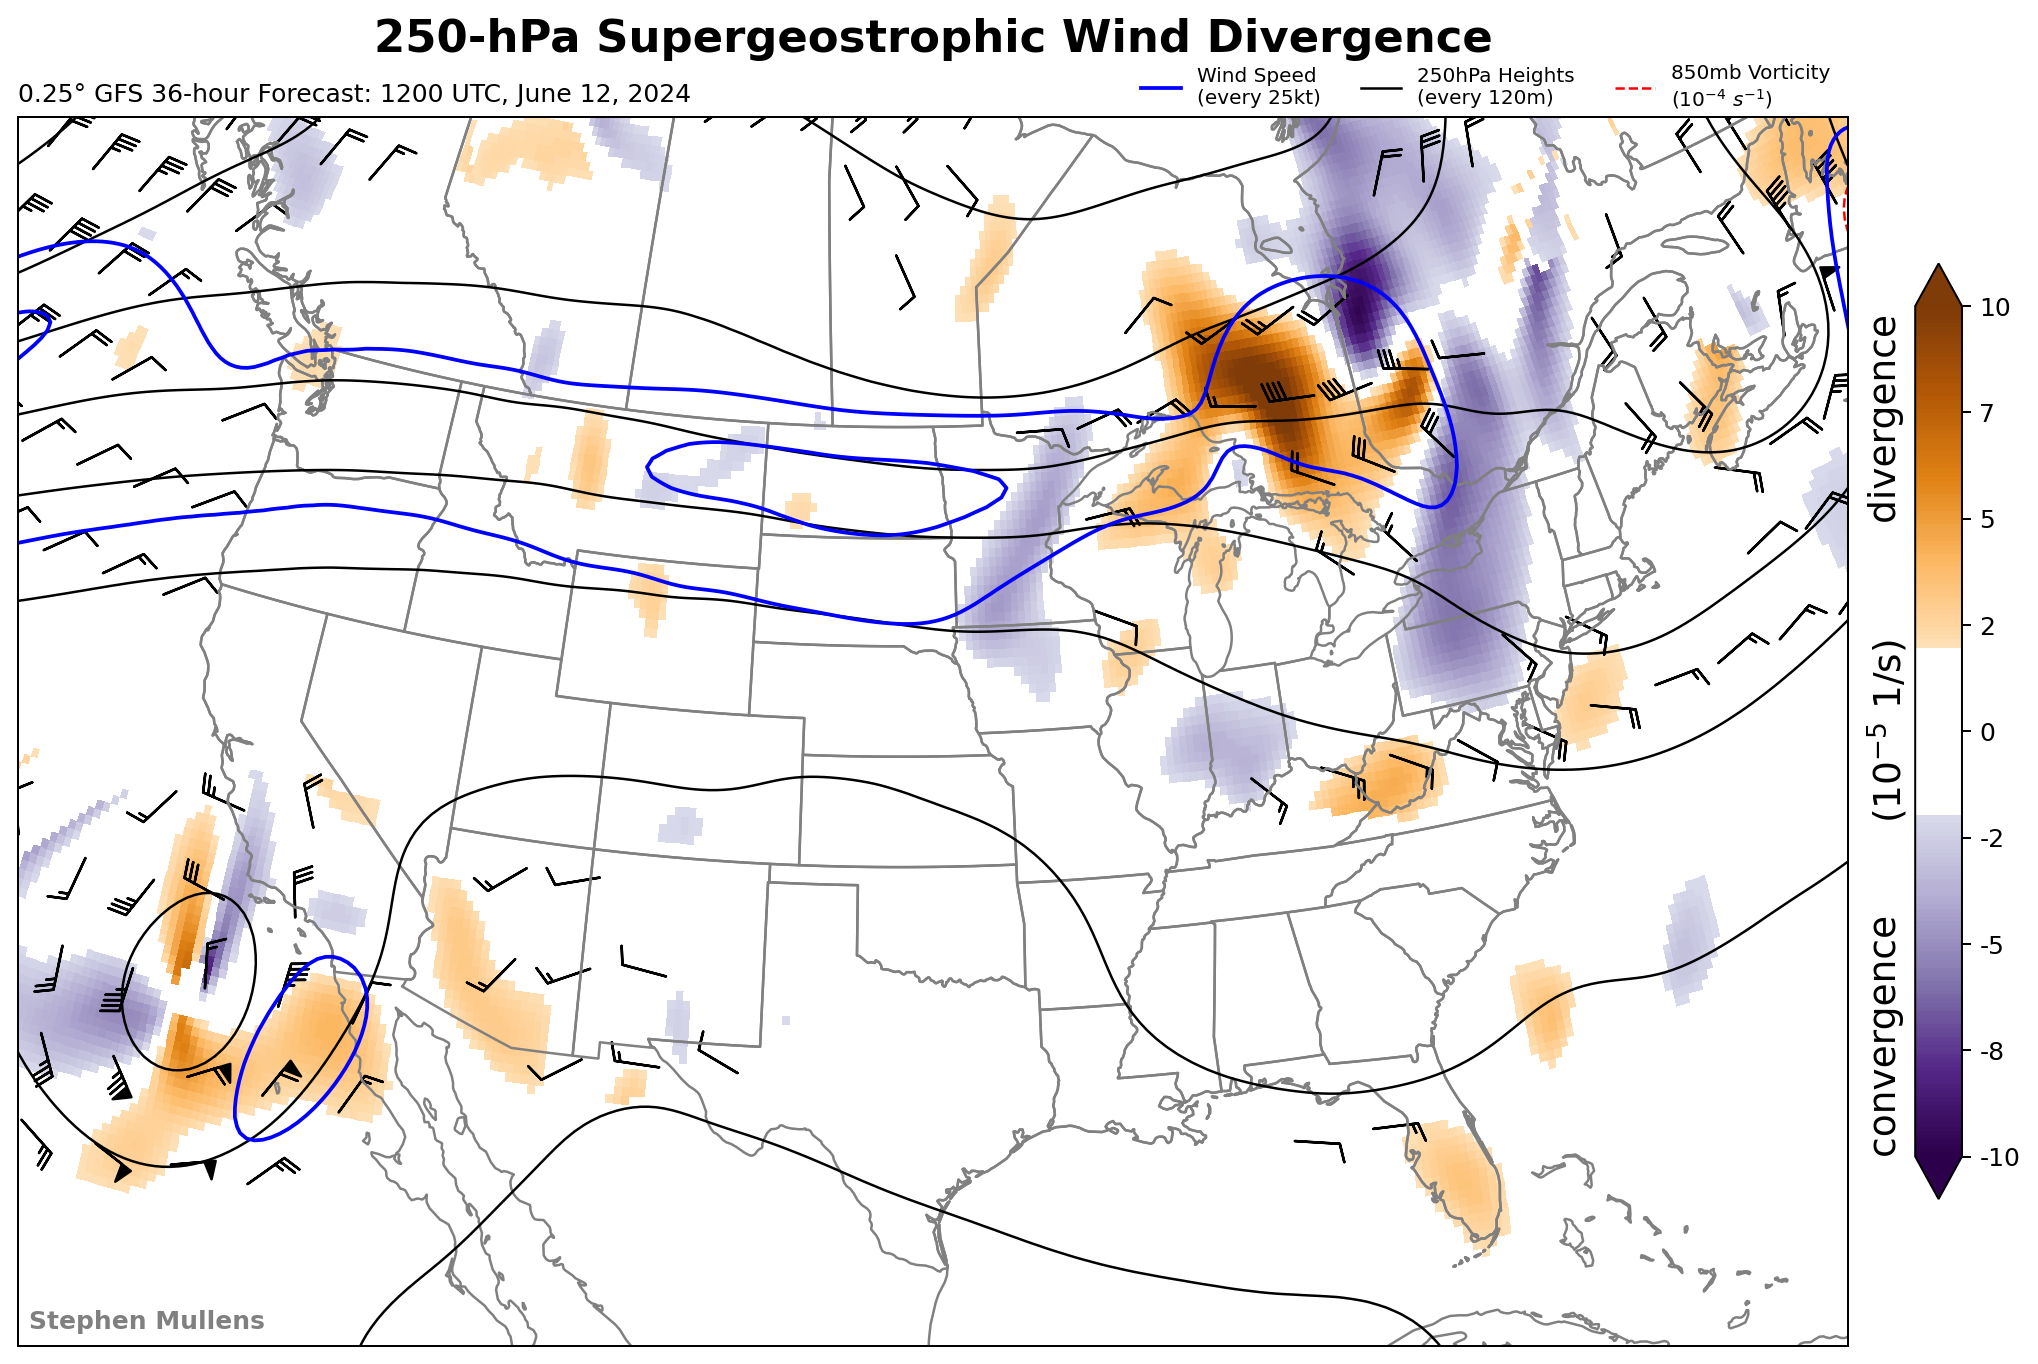 250-hPa Supergeostrophic Wind Divergence
0.25° GFS 36-hour Forecast: 1200 UTC, June 12, 2024
Wind Speed
(every 25kt)
250hPa Heights
(every 120m)
850mb Vorticity
(10⁻⁴ s⁻¹)
10
7
5
2
0
-2
-5
-8
-10
convergence (10⁻⁵ 1/s) divergence
Stephen Mullens